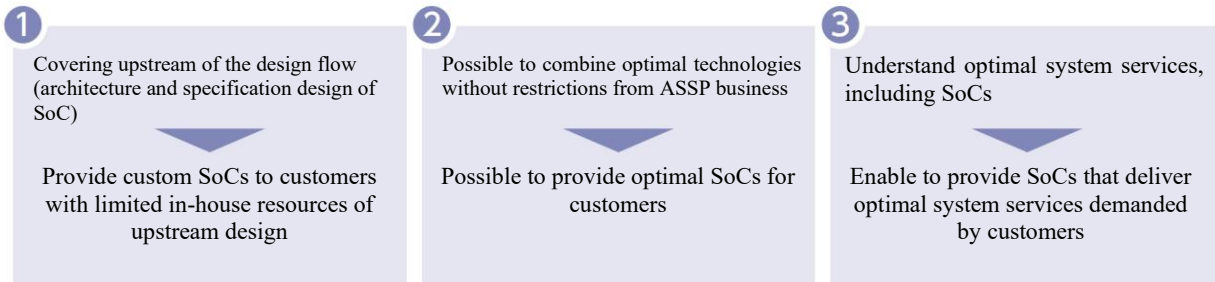 1
Covering upstream of the design flow
(architecture and specification design of
SoC)
Provide custom SoCs to customers
with limited in-house resources of
upstream design
2
Possible to combine optimal technologies
without restrictions from ASSP business
Possible to provide optimal SoCs for
customers
3
Understand optimal system services,
including SoCs
Enable to provide SoCs that deliver
optimal system services demanded
by customers